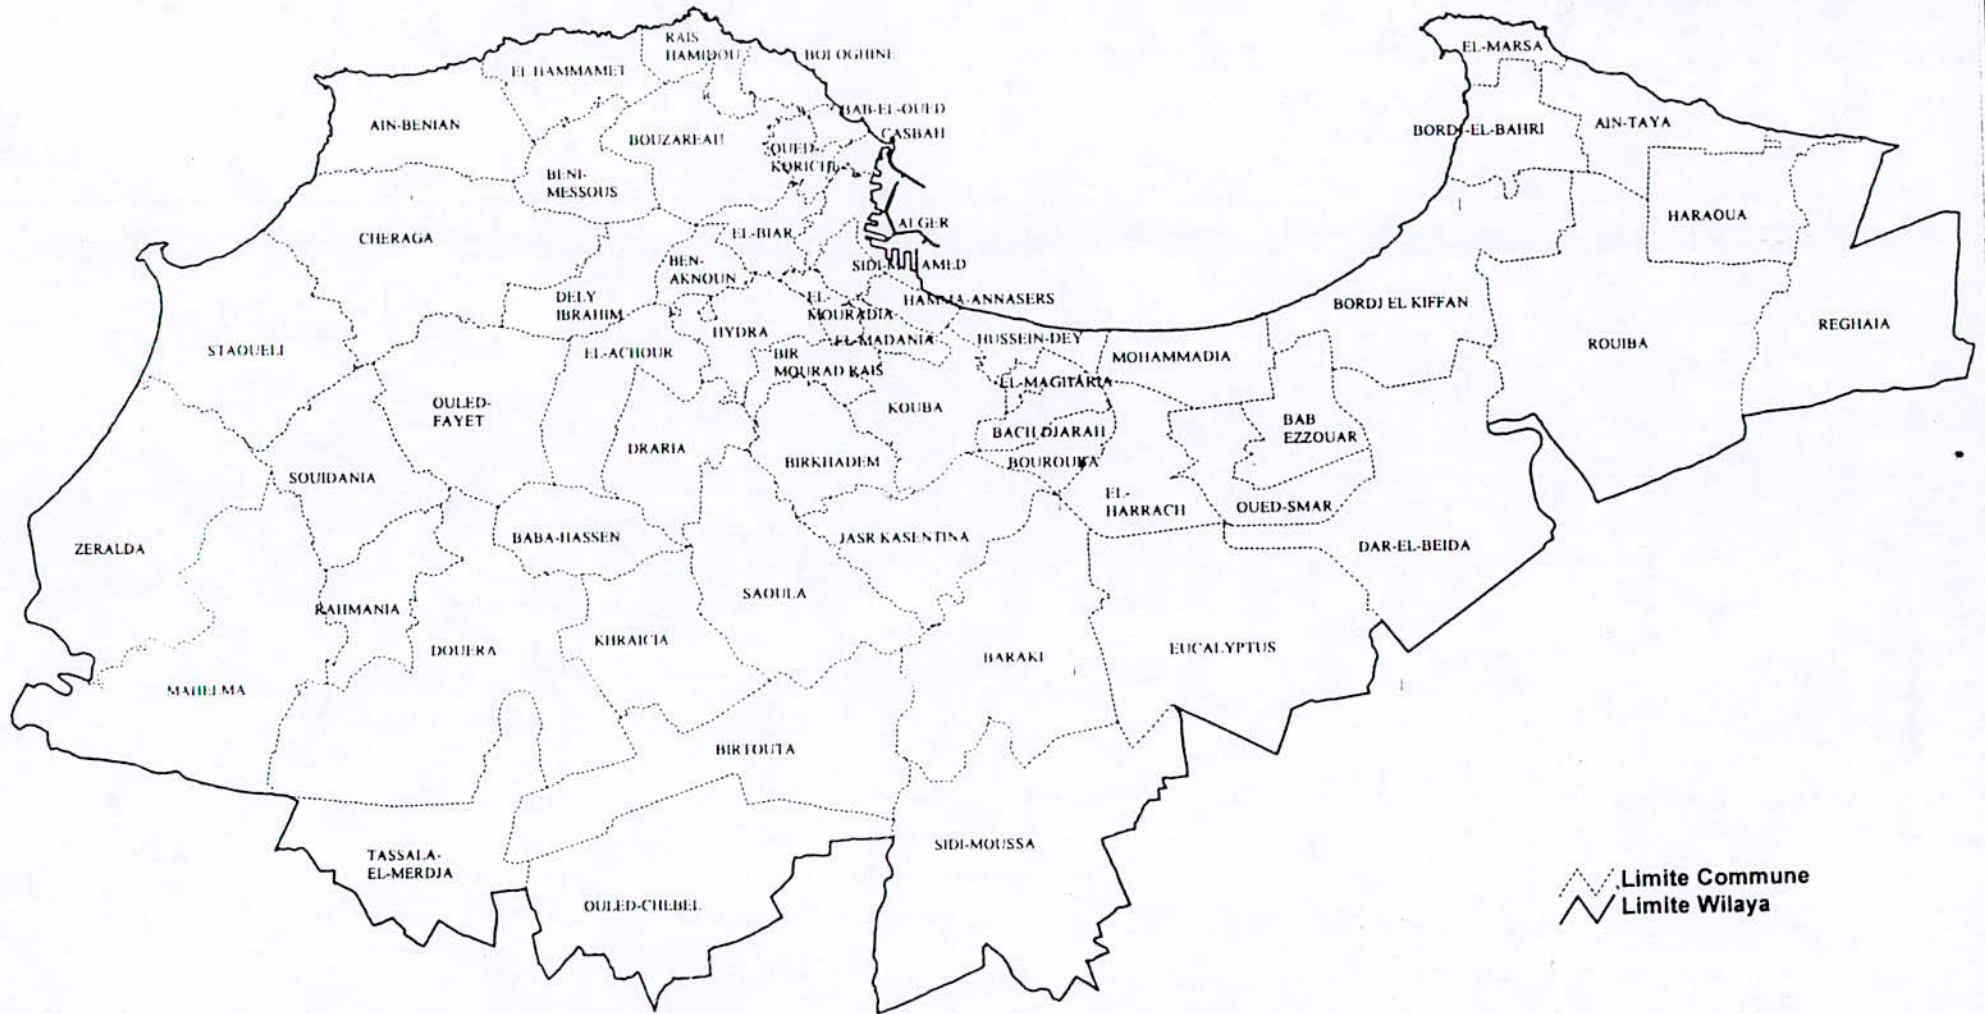 RAIS
HAMIDOU
BOLOGHINE
EL-MARSA
EL HAMMAMET
BAB-EL-OUED
AIN-BENIAN
CASBAH
BORDJ-EL-BAHRI
AIN-TAYA
BOUZAREAH
OUED-
KORICHE
BENI-
MESSOUS
HARAOUA
ALGER
CHERAGA
EL-BIAR
BEN-
AKNOUN
SIDI-M'HAMED
DELY
IBRAHIM
EL-
MOURADIA
HAMMA-ANNASERS
BORDJ EL KIFFAN
REGHAIA
HYDRA
EL-MADANIA
HUSSEIN-DEY
ROUIBA
STAOUELI
EL-ACHOUR
BIR
MOURAD RAIS
MOHAMMADIA
EL-MAGHARIA
OULED-
FAYET
KOUBA
BAB
EZZOUAR
BACH DJARAH
DRARIA
BIRKHADEM
BOUROUBA
SOUIDANIA
EL-
HARRACH
OUED-SMAR
ZERALDA
BABA-HASSEN
JASR KASENTINA
DAR-EL-BEIDA
RAHMANIA
SAOULA
DOUERA
KHRAICIA
BARAKI
EUCALYPTUS
MAHELMA
BIRTOUTA
TASSALA-
EL-MERDJA
SIDI-MOUSSA
OULED-CHEBEL
Limite Commune
Limite Wilaya